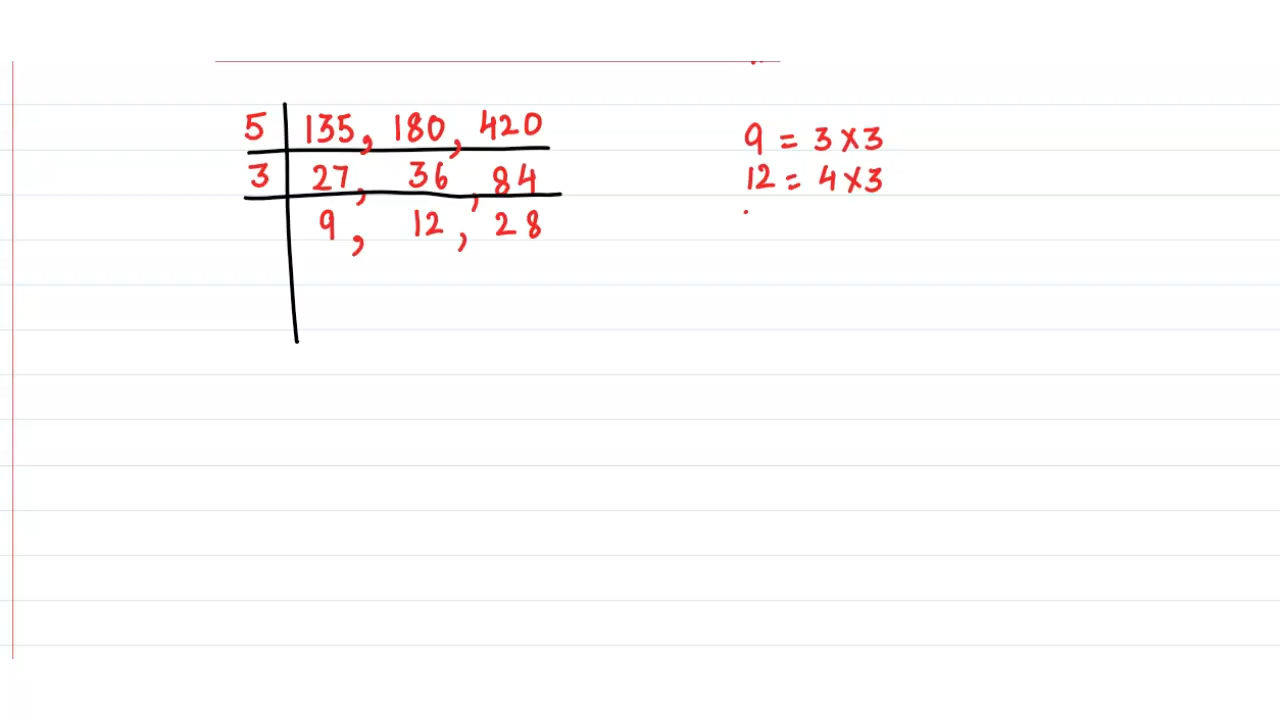 5 135, 180, 420
3 27, 36, 84
9, 12, 28
9 = 3 × 3
12 = 4 × 3